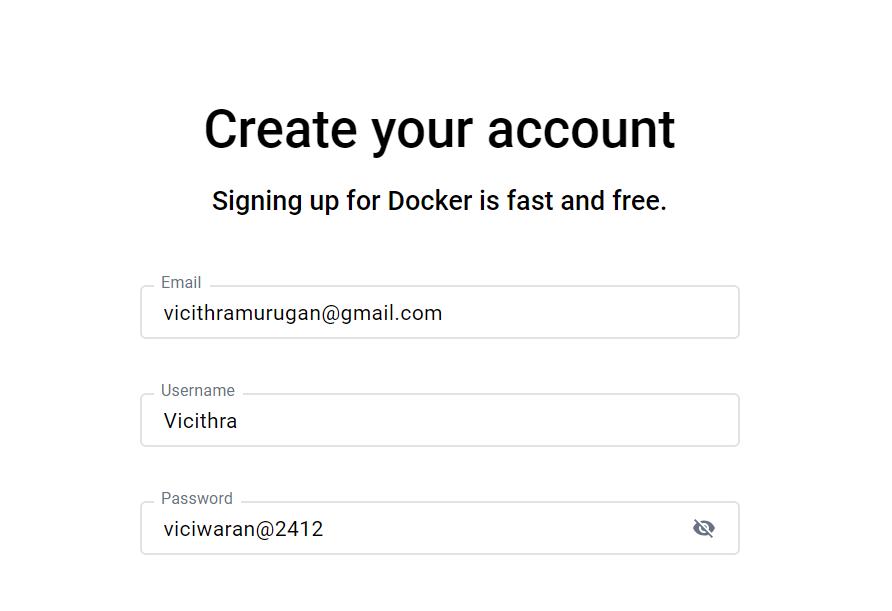 Create your account
Signing up for Docker is fast and free.
Email
vicithramurugan@gmail.com
Username
Vicithra
Password
viciwaran@2412